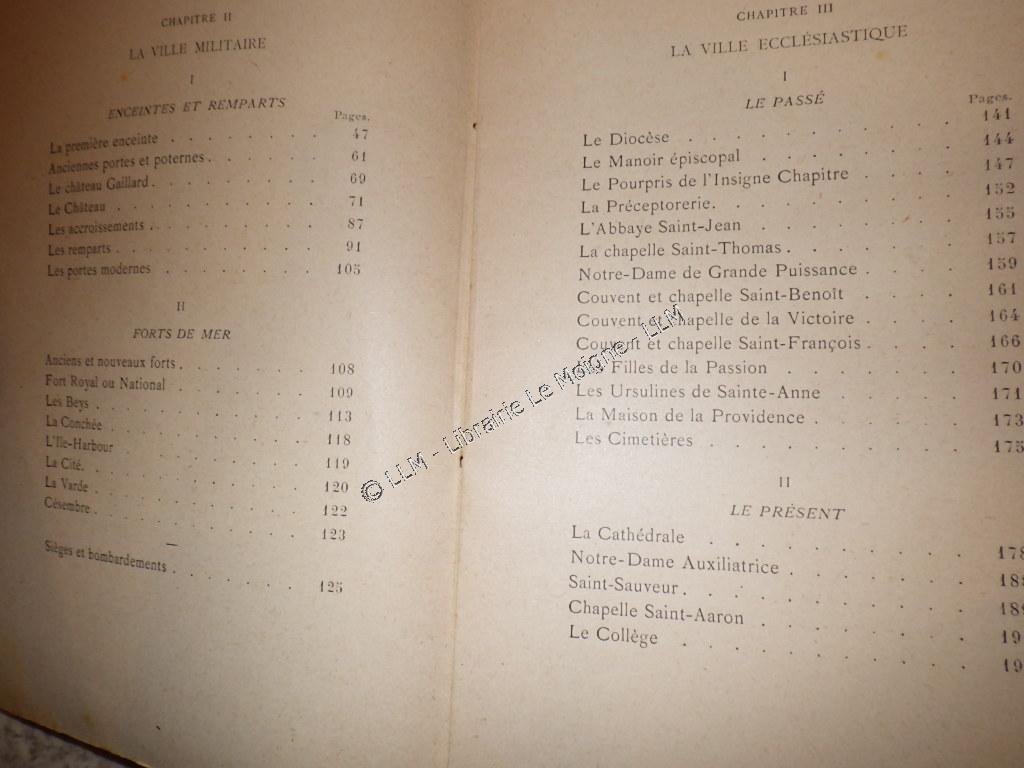 CHAPITRE II
LA VILLE MILITAIRE
I
ENCEINTES ET REMPARTS
Pages.
La première enceinte . . . . . . . . 47
Anciennes portes et poternes . . . . . . 61
Le château Gaillard . . . . . . . . 69
Le Château . . . . . . . . . 71
Les accroissements . . . . . . . . 87
Les remparts . . . . . . . . . 91
Les portes modernes . . . . . . . 105
II
FORTS DE MER
Anciens et nouveaux forts . . . . . . . 108
Fort Royal ou National . . . . . . . 109
Les Beys . . . . . . . . . . 113
La Conchée . . . . . . . . . 118
L'Ile-Harbour . . . . . . . . . 119
La Cité . . . . . . . . . . 120
La Varde . . . . . . . . . . 122
Césembre . . . . . . . . . . 123
—
Sièges et bombardements . . . . . . 125
CHAPITRE III
LA VILLE ECCLÉSIASTIQUE
I
LE PASSÉ
Pages.
Le Diocèse . . . . . . . . . . 141
Le Manoir épiscopal . . . . . . . . 144
Le Pourpris de l'Insigne Chapitre . . . . 147
La Préceptorerie . . . . . . . . . 152
L'Abbaye Saint-Jean . . . . . . . . 155
La chapelle Saint-Thomas . . . . . . 157
Notre-Dame de Grande Puissance . . . . 159
Couvent et chapelle Saint-Benoît . . . . 161
Couvent et chapelle de la Victoire . . . . 164
Couvent et chapelle Saint-François . . . . 166
Filles de la Passion . . . . . . 170
Les Ursulines de Sainte-Anne . . . . . 171
La Maison de la Providence . . . . . 173
Les Cimetières . . . . . . . . . 175
II
LE PRÉSENT
La Cathédrale . . . . . . . . . 178
Notre-Dame Auxiliatrice . . . . . . .
Saint-Sauveur . . . . . . . . . .
Chapelle Saint-Aaron . . . . . . . .
Le Collège . . . . . . . . . .
© LLM - Librairie Le Moigne - LLM